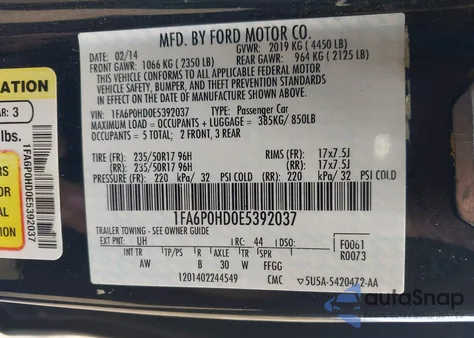 MFD. BY FORD MOTOR CO.
DATE: 02/14 GVWR: 2019 KG (4450 LB)
FRONT GAWR: 1066 KG (2350 LB) REAR GAWR: 964 KG (2125 LB)
THIS VEHICLE CONFORMS TO ALL APPLICABLE FEDERAL MOTOR
VEHICLE SAFETY, BUMPER, AND THEFT PREVENTION STANDARDS
IN EFFECT ON THE DATE OF MANUFACTURE SHOWN ABOVE.
VEHICLE ID: 1FA6P0HD0E5392037 TYPE: Passenger Car
MAXIMUM LOAD = OCCUPANTS + LUGGAGE = 385KG/ 850LB
OCCUPANTS = 5 TOTAL; 2 FRONT, 3 REAR
TIRE (FR): 235/50R17 96H RIMS (FR): 17x7.5J
(RR): 235/50R17 96H (RR): 17x7.5J
PRESSURE (FR): 220 kPa/ 32 PSI COLD (RR): 220 kPa/ 32 PSI COLD
1FA6P0HD0E5392037
TRAILER TOWING - SEE OWNER GUIDE
EXT PNT: UH RC: 44 DSO: F0061
R0073
INT TR TP/PS R AXLE TR SPR
AW B 30 W FFGG
1201402244549 CMC 5U5A-5420472-AA
ATION
AR: 3
lbs.
1FA6P0HD0E5392037
autoSnap